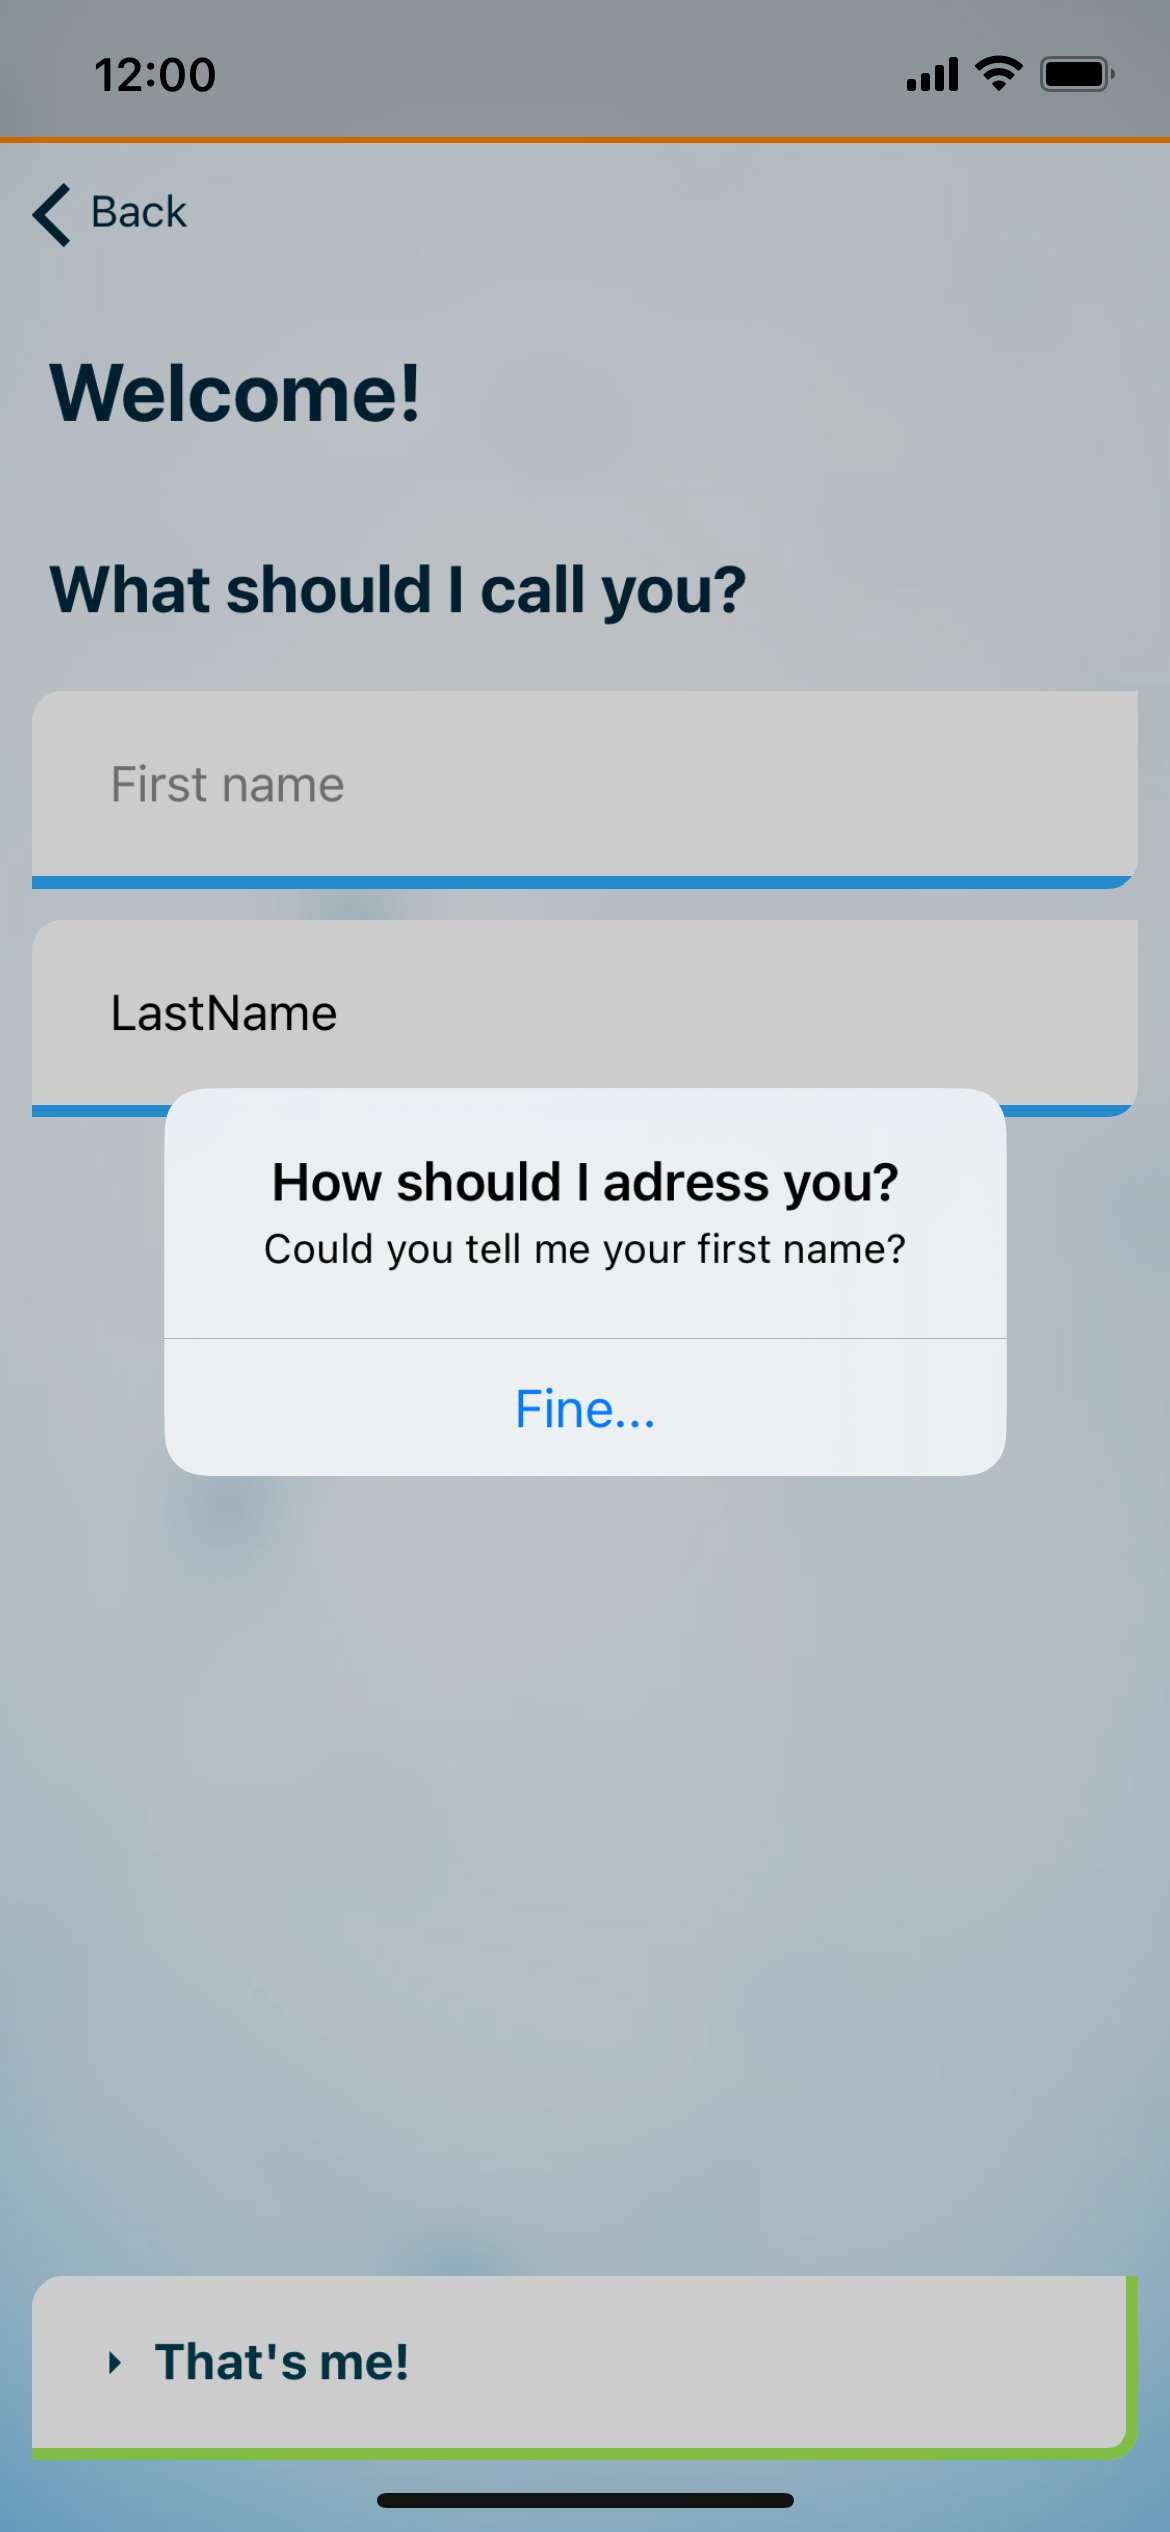 12:00
Back
Welcome!
What should I call you?
First name
LastName
How should I adress you?
Could you tell me your first name?
Fine...
That's me!